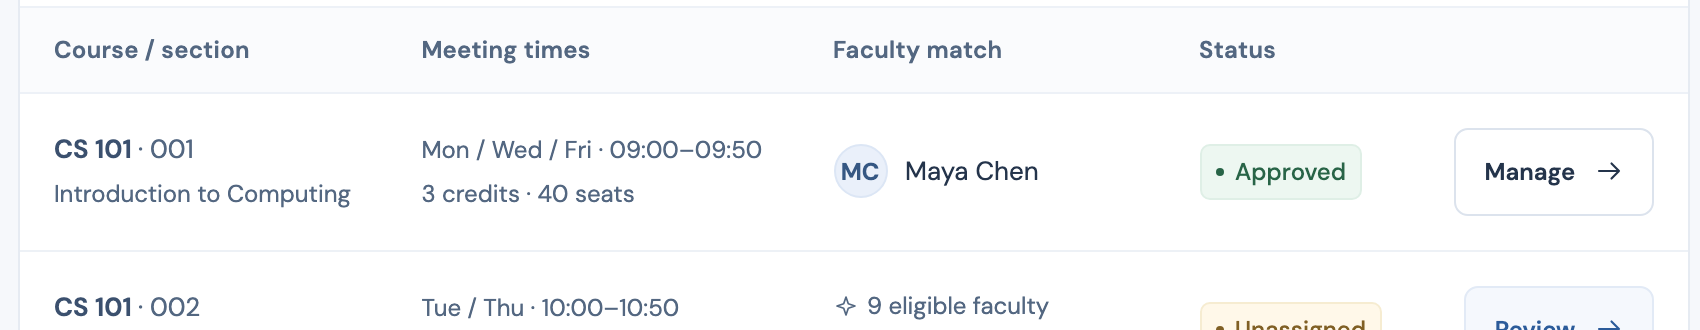 Course / section Meeting times Faculty match Status
CS 101 · 001 Mon / Wed / Fri · 09:00–09:50
Introduction to Computing 3 credits · 40 seats
MC Maya Chen Approved Manage →
CS 101 · 002 Tue / Thu · 10:00–10:50 9 eligible faculty
Unassigned Review →